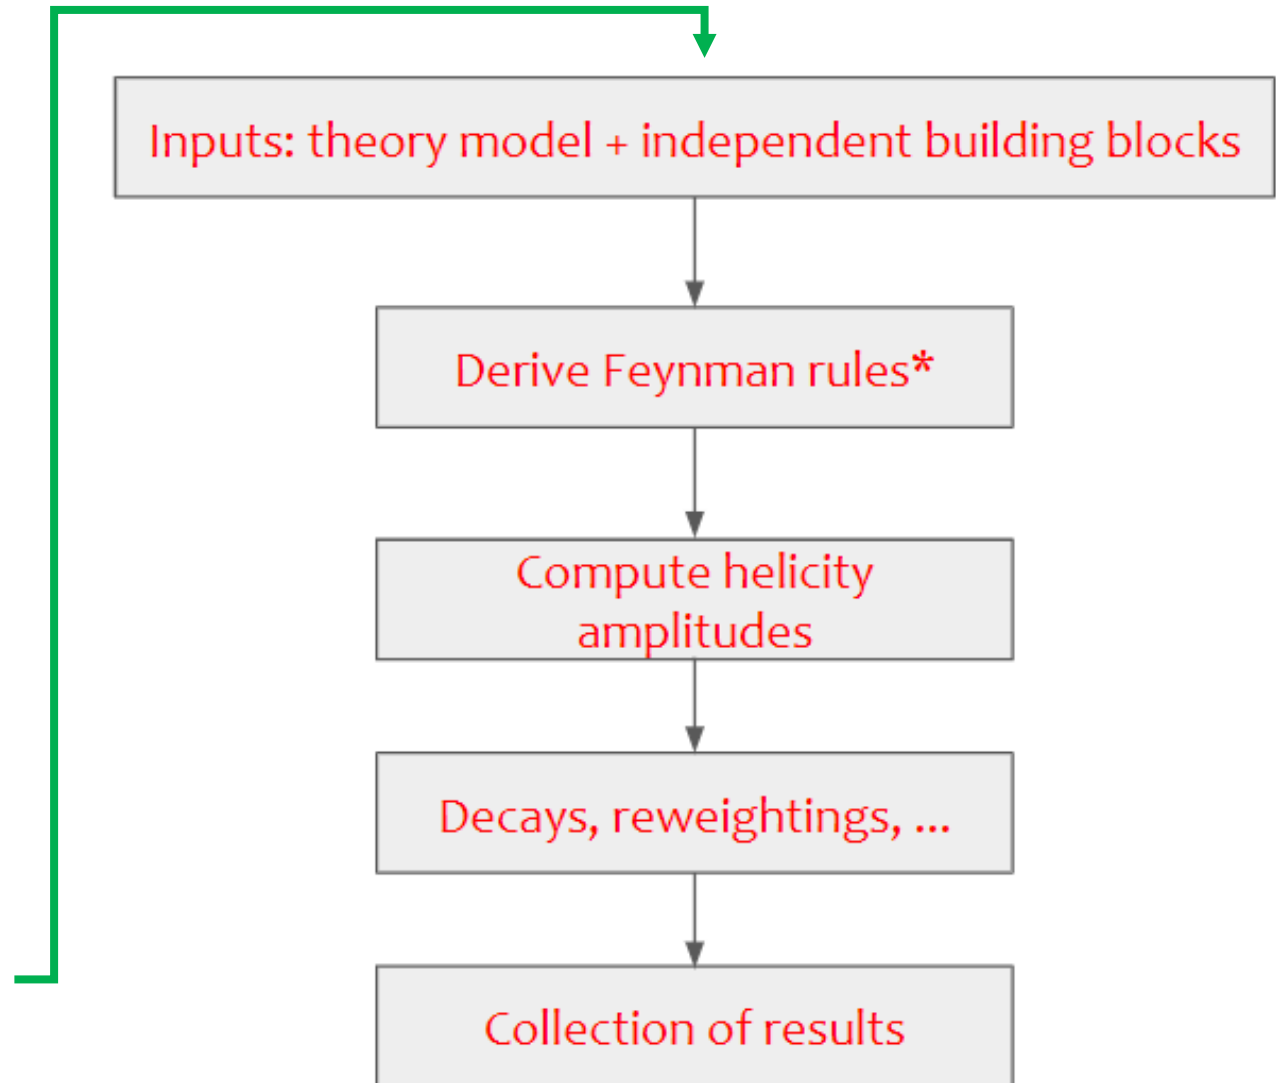 Inputs: theory model + independent building blocks
Derive Feynman rules*
Compute helicity
amplitudes
Decays, reweightings, ...
Collection of results